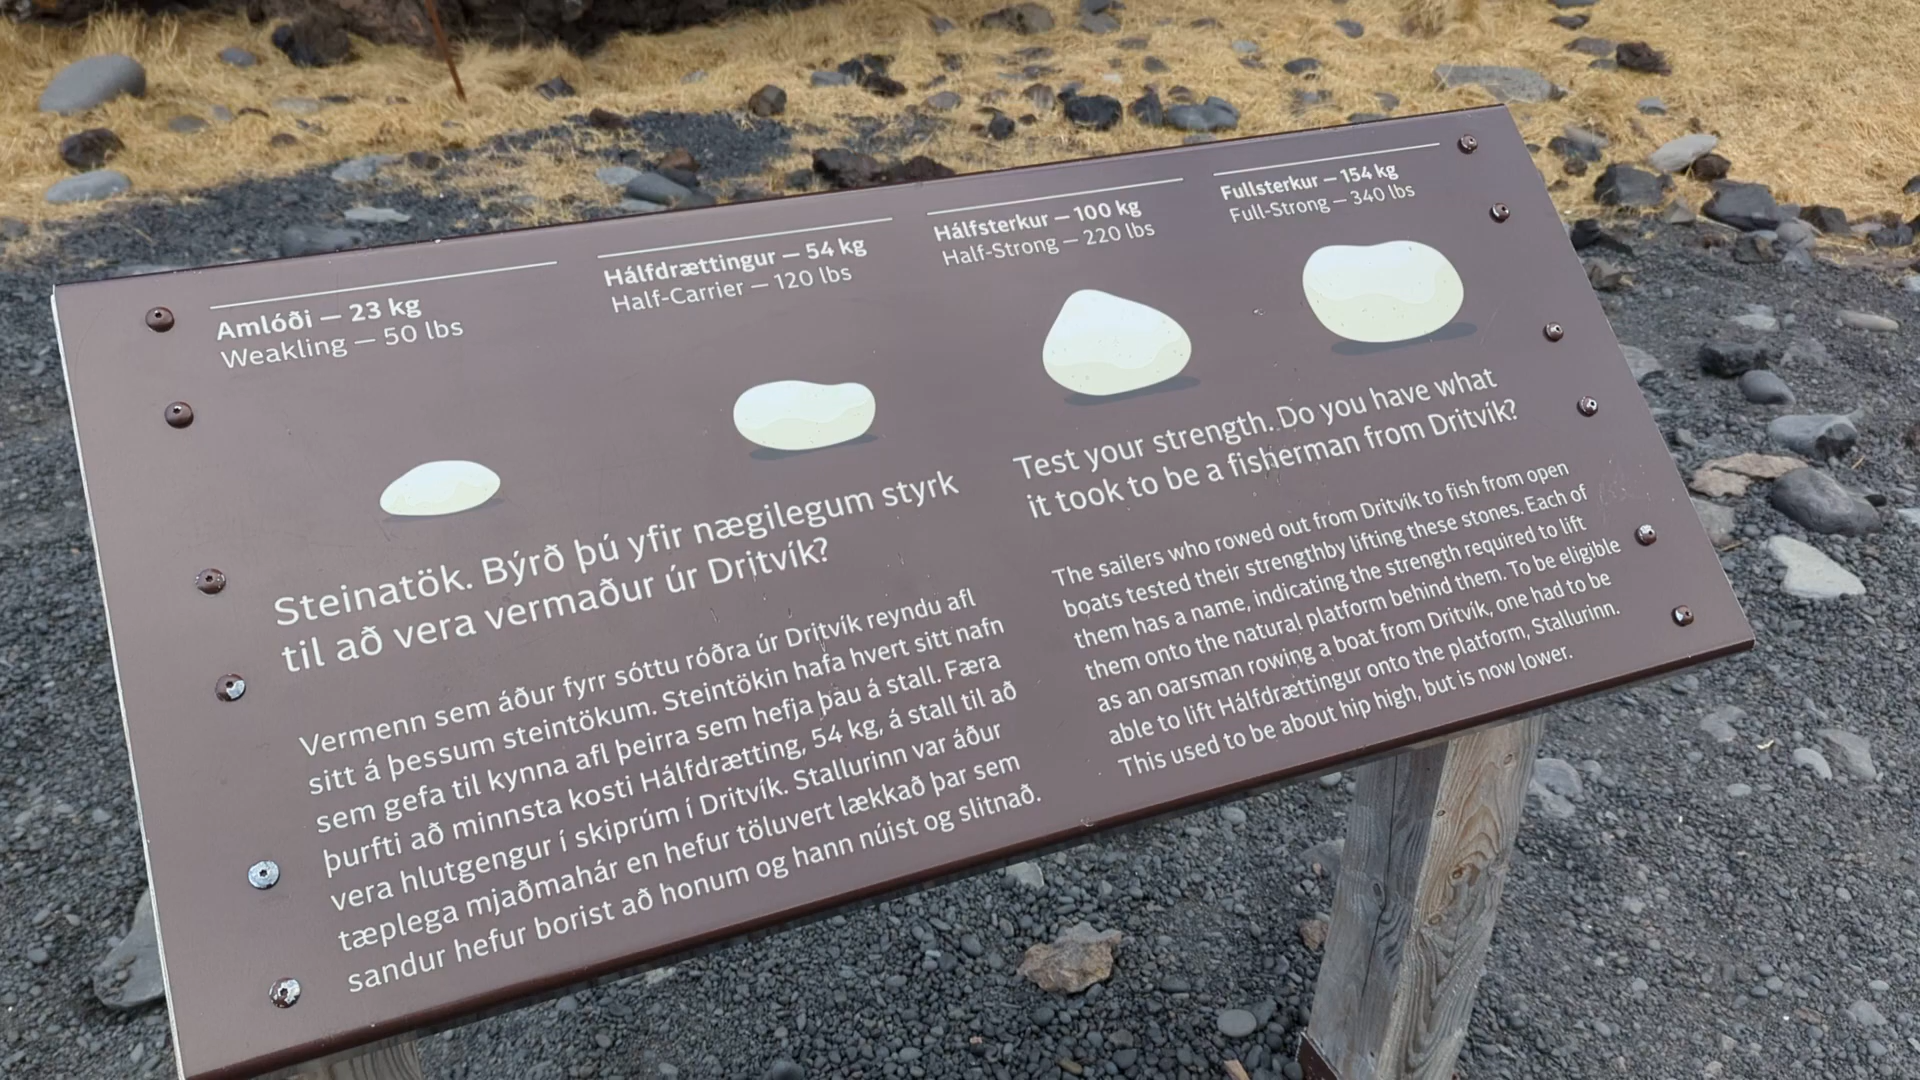 Amlóði – 23 kg
Weakling – 50 lbs
Hálfdrættingur – 54 kg
Half-Carrier – 120 lbs
Hálfsterkur – 100 kg
Half-Strong – 220 lbs
Fullsterkur – 154 kg
Full-Strong – 340 lbs
Steinatök. Býrð þú yfir nægilegum styrk
til að vera vermaður úr Dritvík?
Vermenn sem áður fyrr sóttu róðra úr Dritvík reyndu afl
sitt á þessum steintökum. Steintökin hafa hvert sitt nafn
sem gefa til kynna afl þeirra sem hefja þau á stall. Færa
þurfti að minnsta kosti Hálfdrætting, 54 kg, á stall til að
vera hlutgengur í skiprúm í Dritvík. Stallurinn var áður
tæplega mjaðmahár en hefur töluvert lækkað þar sem
sandur hefur borist að honum og hann núist og slitnað.
Test your strength. Do you have what
it took to be a fisherman from Dritvík?
The sailers who rowed out from Dritvík to fish from open
boats tested their strengthby lifting these stones. Each of
them has a name, indicating the strength required to lift
them onto the natural platform behind them. To be eligible
as an oarsman rowing a boat from Dritvík, one had to be
able to lift Hálfdrættingur onto the platform, Stallurinn.
This used to be about hip high, but is now lower.